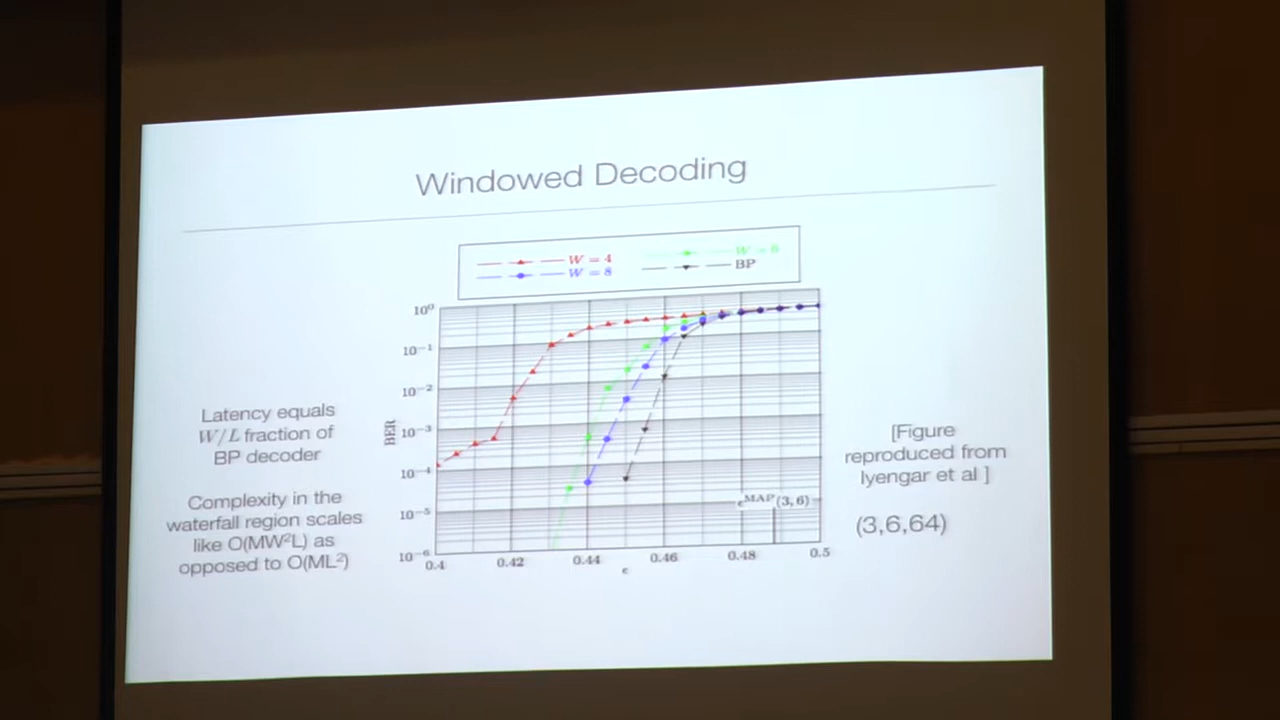 Windowed Decoding
W = 4
W = 6
W = 8
BP
10⁰
10⁻¹
10⁻²
10⁻³
10⁻⁴
10⁻⁵
10⁻⁶
BER
0.4
0.42
0.44
0.46
0.48
0.5
ϵ
ϵᴹᴬᴾ(3, 6)
Latency equals
W/L fraction of
BP decoder
Complexity in the
waterfall region scales
like O(MW²L) as
opposed to O(ML²)
[Figure
reproduced from
Iyengar et al ]
(3,6,64)